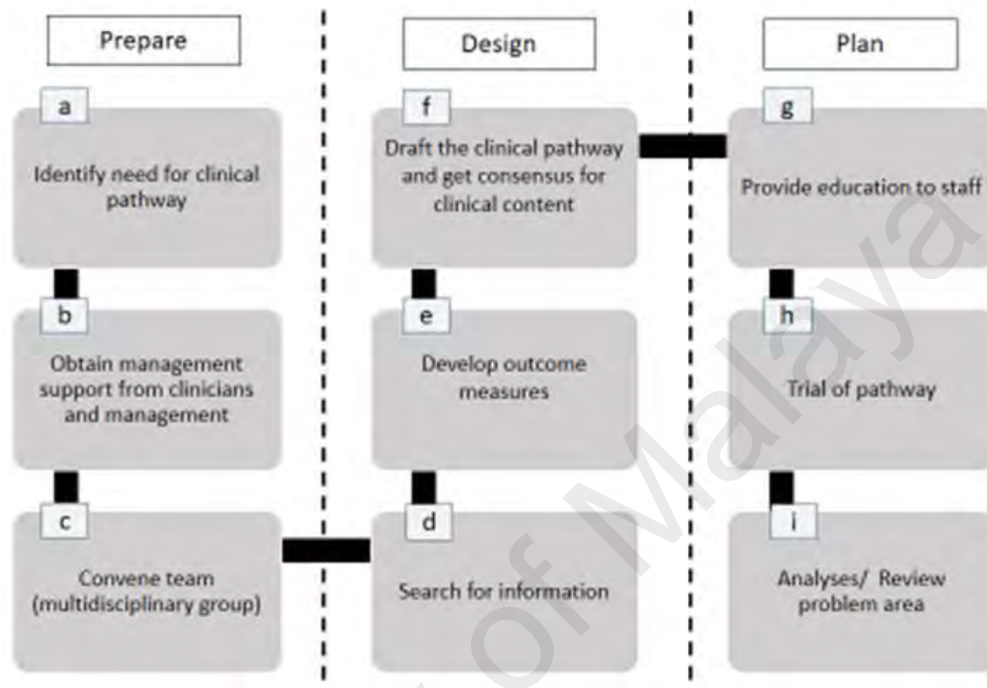 Prepare
Design
Plan
a
Identify need for clinical
pathway
b
Obtain management
support from clinicians
and management
c
Convene team
(multidisciplinary group)
f
Draft the clinical pathway
and get consensus for
clinical content
e
Develop outcome
measures
d
Search for information
g
Provide education to staff
h
Trial of pathway
i
Analyses/ Review
problem area
of Malaya